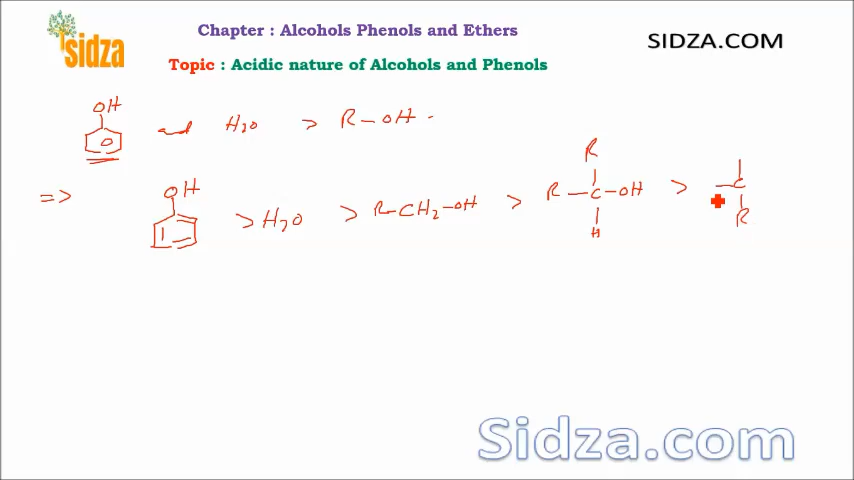 sidza
Chapter : Alcohols Phenols and Ethers
SIDZA.COM
Topic : Acidic nature of Alcohols and Phenols
OH
and H2O > R-OH
=> OH > H2O > R-CH2-OH > R R-C-OH H > C R
Sidza.com